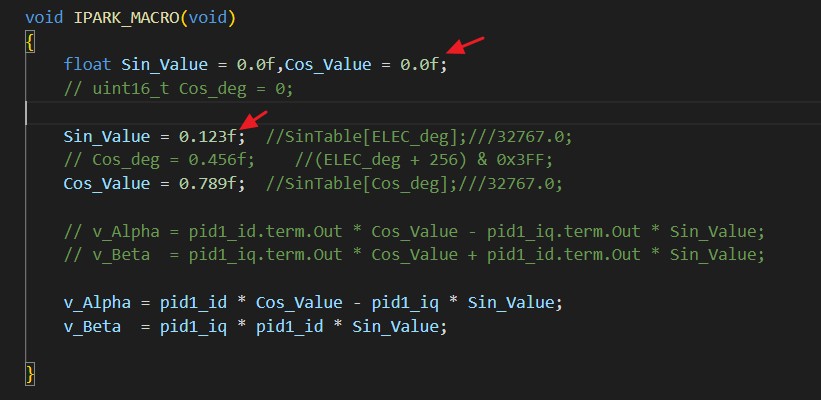 void IPARK_MACRO(void)
{
    float Sin_Value = 0.0f,Cos_Value = 0.0f;
    // uint16_t Cos_deg = 0;
    Sin_Value = 0.123f;  //SinTable[ELEC_deg];///32767.0;
    // Cos_deg = 0.456f;    //(ELEC_deg + 256) & 0x3FF;
    Cos_Value = 0.789f;  //SinTable[Cos_deg];///32767.0;
    // v_Alpha = pid1_id.term.Out * Cos_Value - pid1_iq.term.Out * Sin_Value;
    // v_Beta  = pid1_iq.term.Out * Cos_Value + pid1_id.term.Out * Sin_Value;
    v_Alpha = pid1_id * Cos_Value - pid1_iq * Sin_Value;
    v_Beta  = pid1_iq * pid1_id * Sin_Value;
}